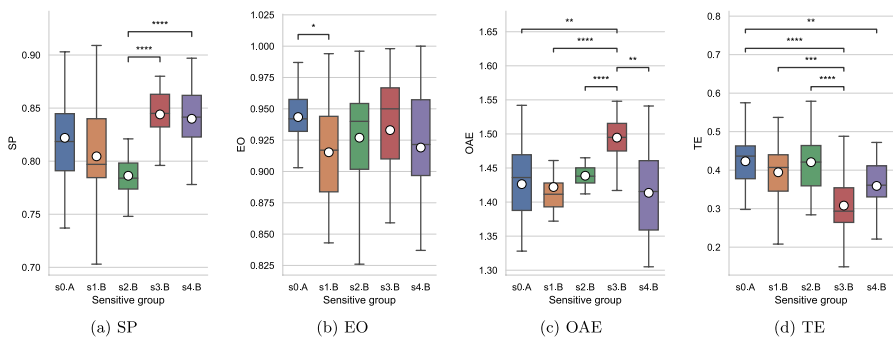 ****
****
0.90
0.85
0.80
0.75
0.70
SP
s0.A s1.B s2.B s3.B s4.B
Sensitive group
(a) SP
*
1.025
1.000
0.975
0.950
0.925
0.900
0.875
0.850
0.825
EO
s0.A s1.B s2.B s3.B s4.B
Sensitive group
(b) EO
**
****
**
****
1.65
1.60
1.55
1.50
1.45
1.40
1.35
1.30
OAE
s0.A s1.B s2.B s3.B s4.B
Sensitive group
(c) OAE
**
****
***
****
0.8
0.7
0.6
0.5
0.4
0.3
0.2
TE
s0.A s1.B s2.B s3.B s4.B
Sensitive group
(d) TE